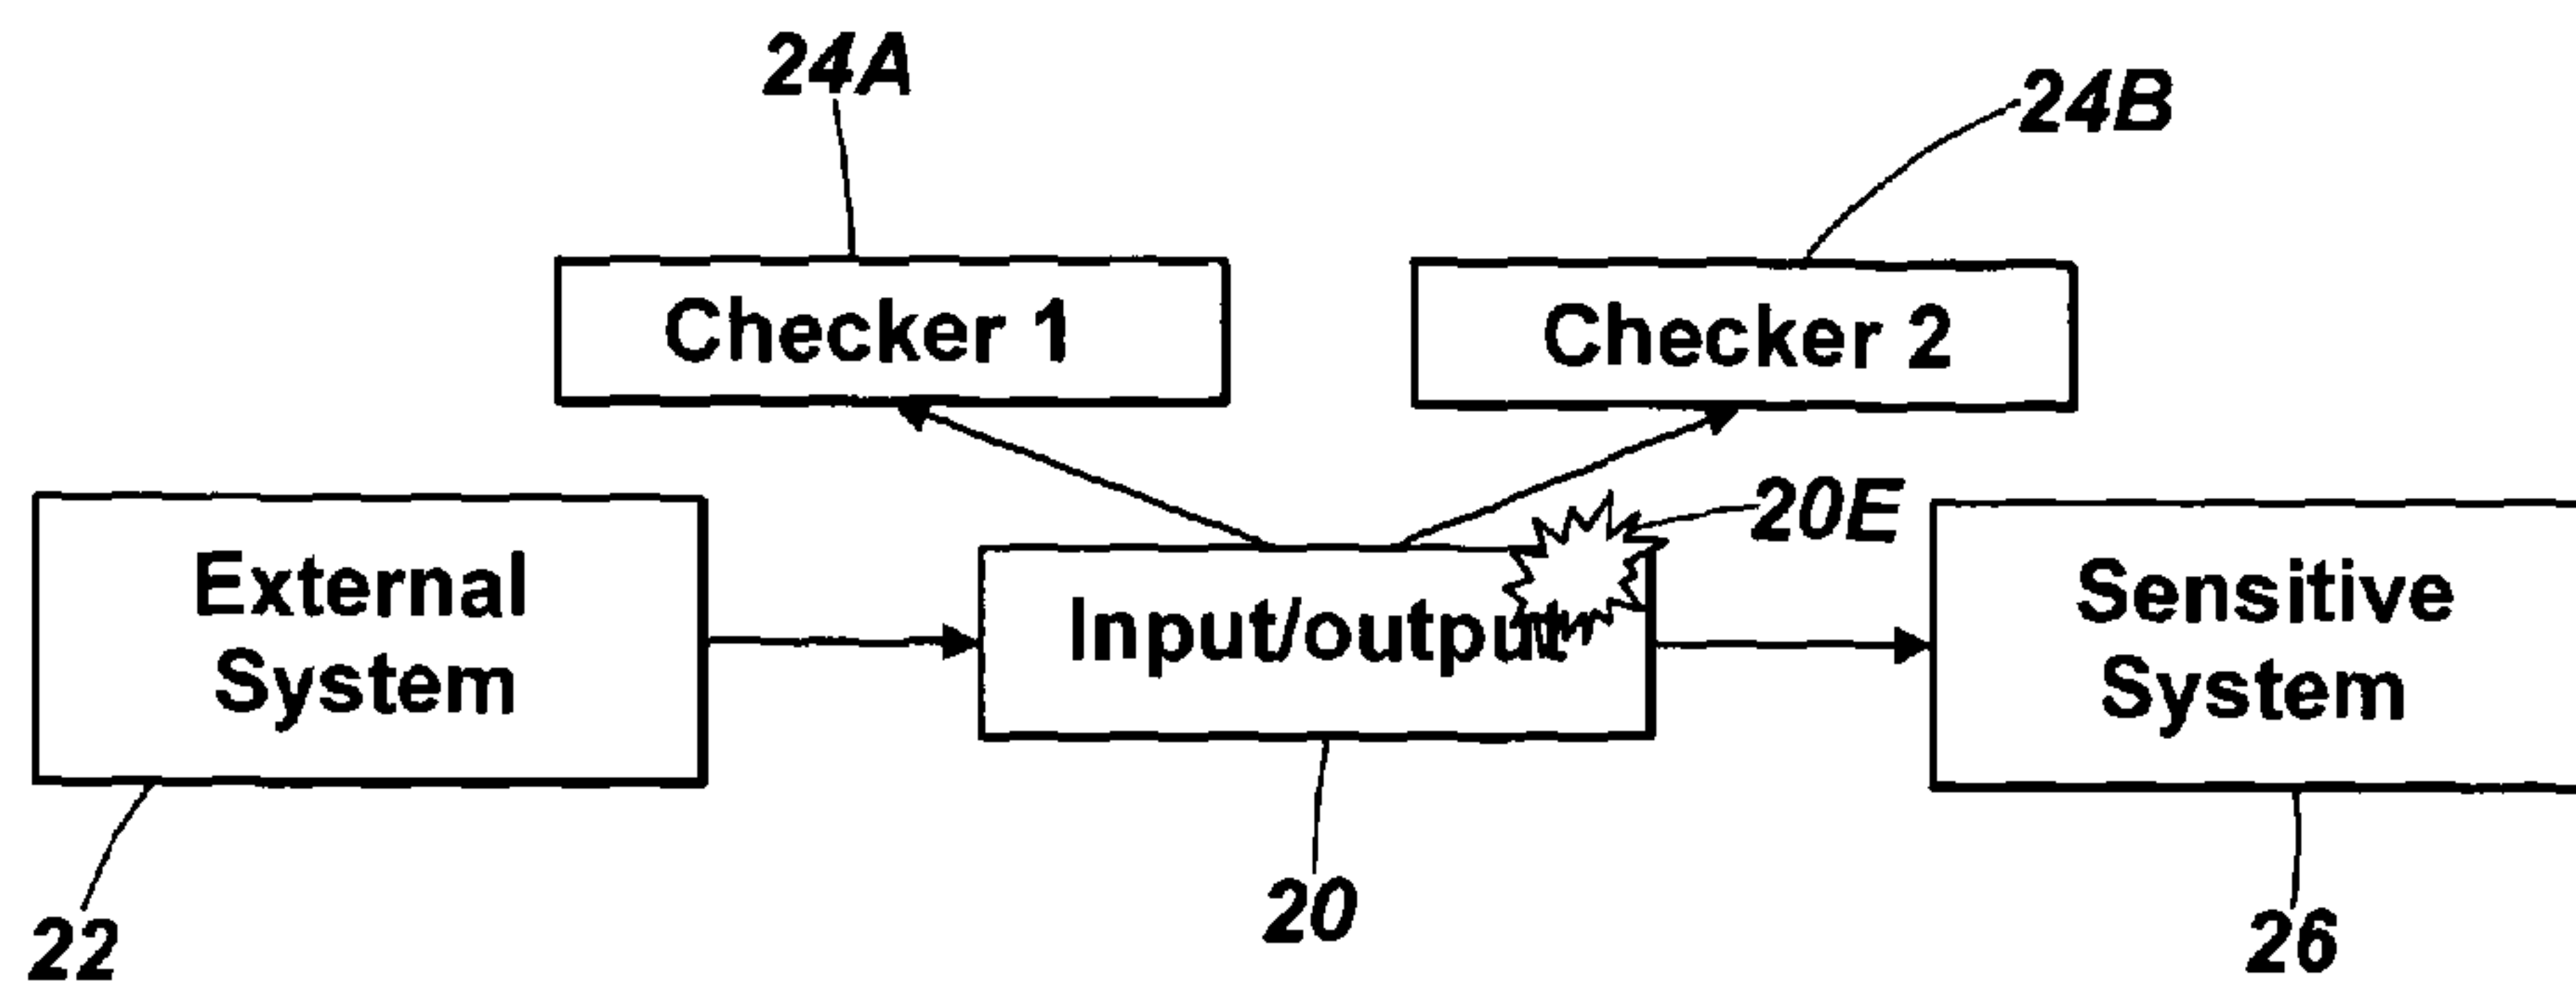 24A
24B
Checker 1
Checker 2
20E
External
System
Input/output
Sensitive
System
22
20
26